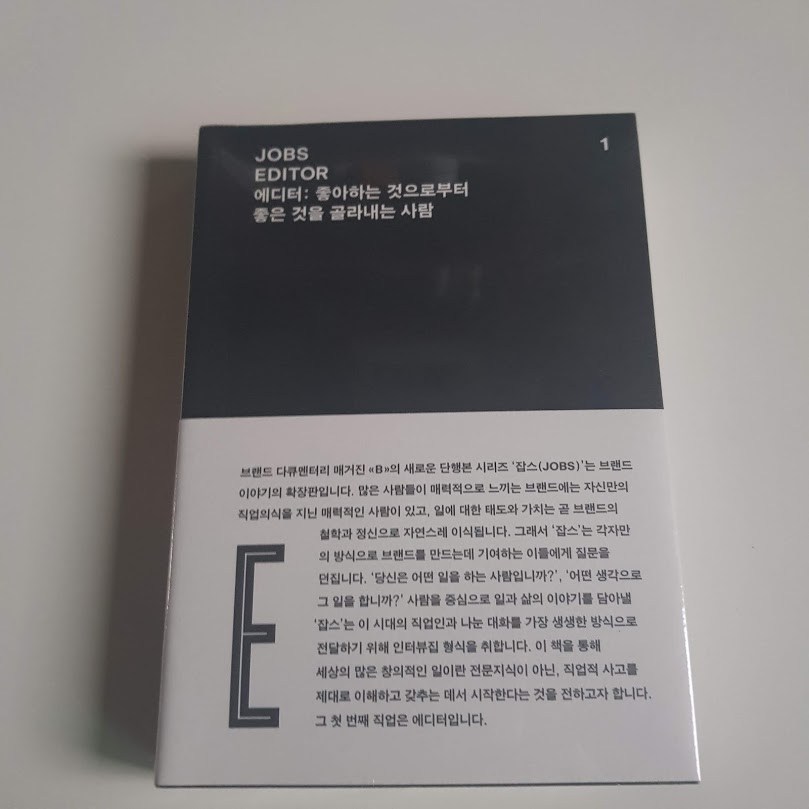 JOBS
EDITOR
에디터: 좋아하는 것으로부터
좋은 것을 골라내는 사람
1
브랜드 다큐멘터리 매거진 «B»의 새로운 단행본 시리즈 ‘잡스(JOBS)’는 브랜드
이야기의 확장판입니다. 많은 사람들이 매력적으로 느끼는 브랜드에는 자신만의
직업의식을 지닌 매력적인 사람이 있고, 일에 대한 태도와 가치는 곧 브랜드의
철학과 정신으로 자연스레 이식됩니다. 그래서 ‘잡스’는 각자만
의 방식으로 브랜드를 만드는데 기여하는 이들에게 질문을
던집니다. ‘당신은 어떤 일을 하는 사람입니까?’, ‘어떤 생각으로
그 일을 합니까?’ 사람을 중심으로 일과 삶의 이야기를 담아낼
‘잡스’는 이 시대의 직업인과 나눈 대화를 가장 생생한 방식으로
전달하기 위해 인터뷰집 형식을 취합니다. 이 책을 통해
세상의 많은 창의적인 일이란 전문지식이 아닌, 직업적 사고를
제대로 이해하고 갖추는 데서 시작한다는 것을 전하고자 합니다.
그 첫 번째 직업은 에디터입니다.
E